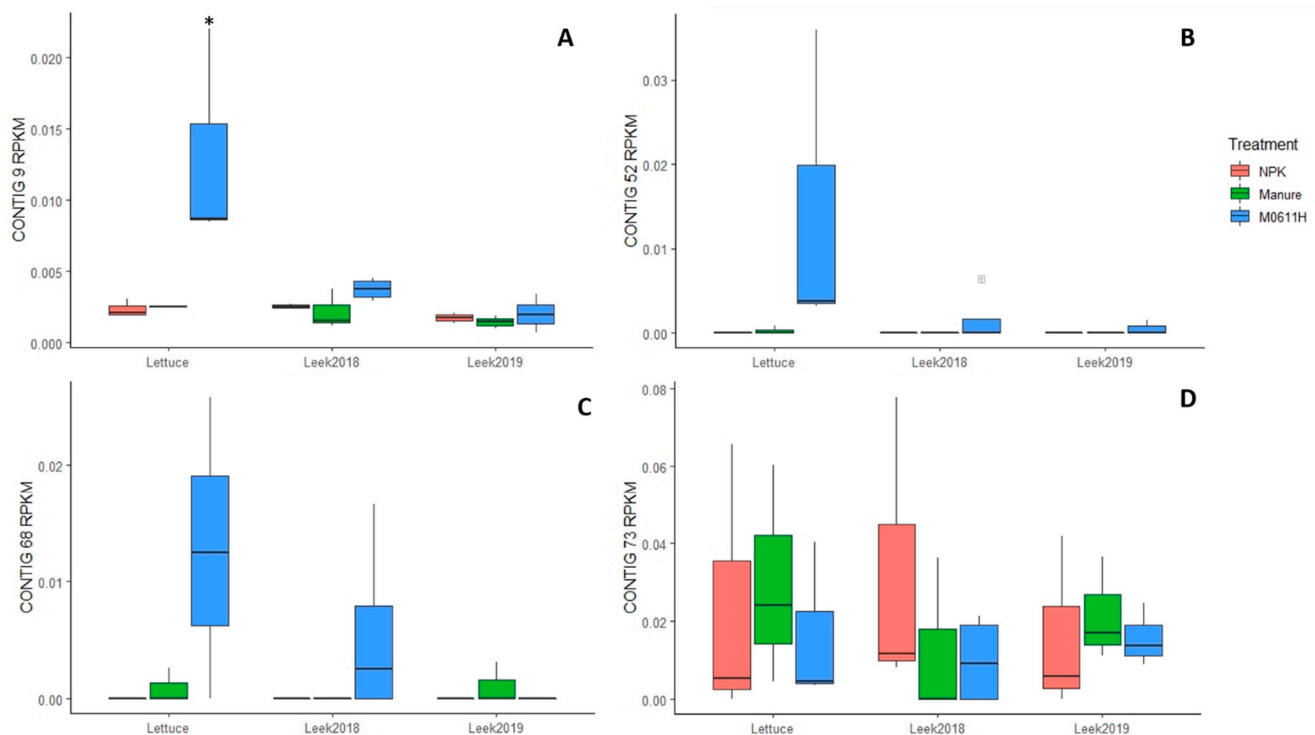 *
A
CONTIG 9 RPKM
0.020
0.015
0.010
0.005
0.000
Lettuce Leek2018 Leek2019
B
CONTIG 52 RPKM
0.03
0.02
0.01
0.00
Lettuce Leek2018 Leek2019
Treatment
NPK
Manure
M0611H
C
CONTIG 68 RPKM
0.02
0.01
0.00
Lettuce Leek2018 Leek2019
D
CONTIG 73 RPKM
0.08
0.06
0.04
0.02
0.00
Lettuce Leek2018 Leek2019